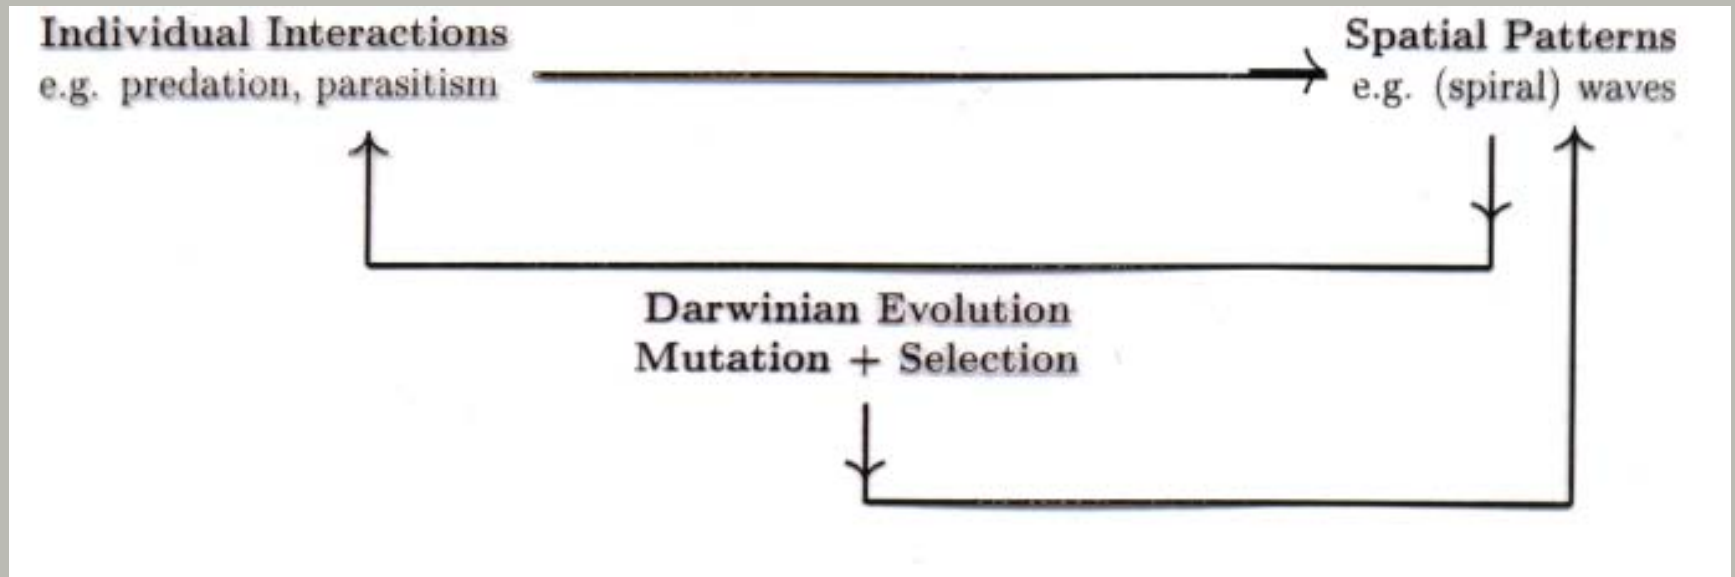 Individual Interactions
e.g. predation, parasitism
Spatial Patterns
e.g. (spiral) waves
Darwinian Evolution
Mutation + Selection